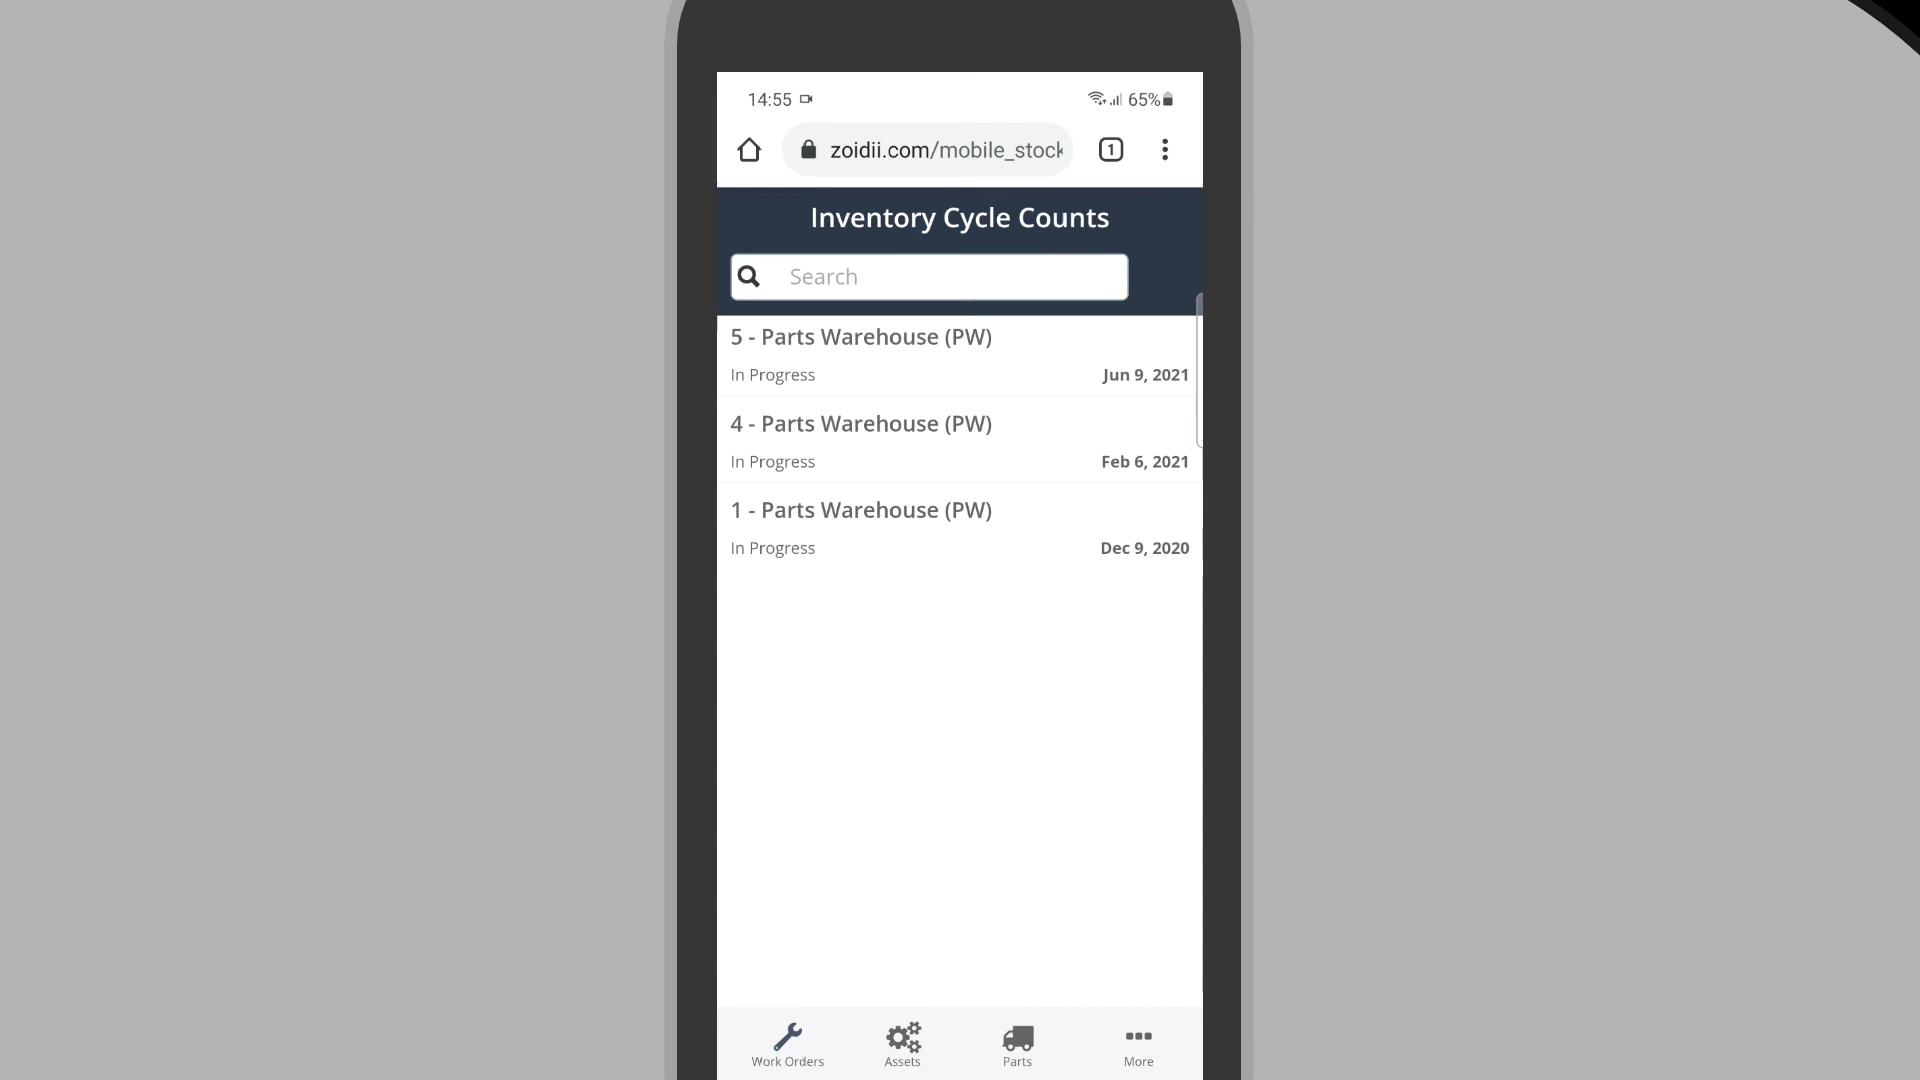 14:55 65%
zoidii.com/mobile_stock
1
Inventory Cycle Counts
Search
5 - Parts Warehouse (PW)
In Progress Jun 9, 2021
4 - Parts Warehouse (PW)
In Progress Feb 6, 2021
1 - Parts Warehouse (PW)
In Progress Dec 9, 2020
Work Orders Assets Parts More